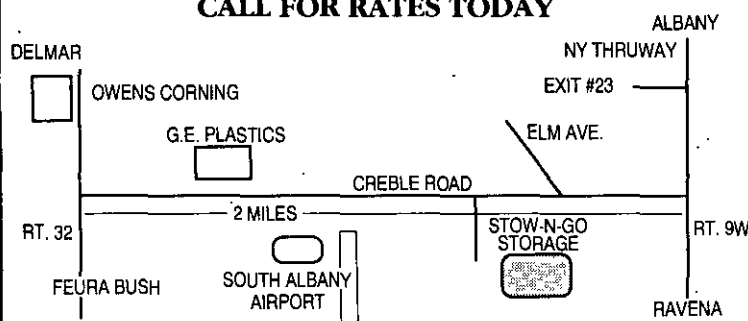 CALL FOR RATES TODAY
ALBANY
DELMAR
NY THRUWAY
OWENS CORNING
EXIT #23
G.E. PLASTICS
ELM AVE.
CREBLE ROAD
2 MILES
RT. 32
STOW-N-GO
STORAGE
RT. 9W
FEURA BUSH
SOUTH ALBANY
AIRPORT
RAVENA